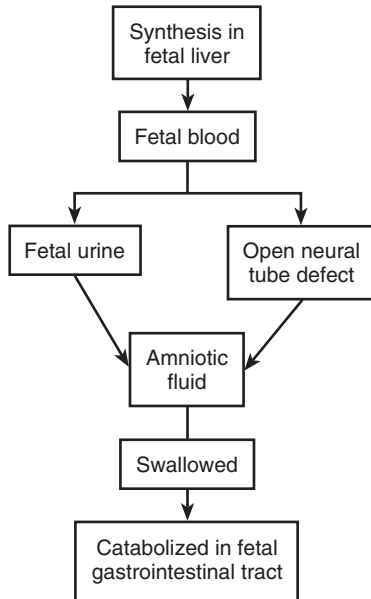 Synthesis in
fetal liver
Fetal blood
Fetal urine
Open neural
tube defect
Amniotic
fluid
Swallowed
Catabolized in fetal
gastrointestinal tract